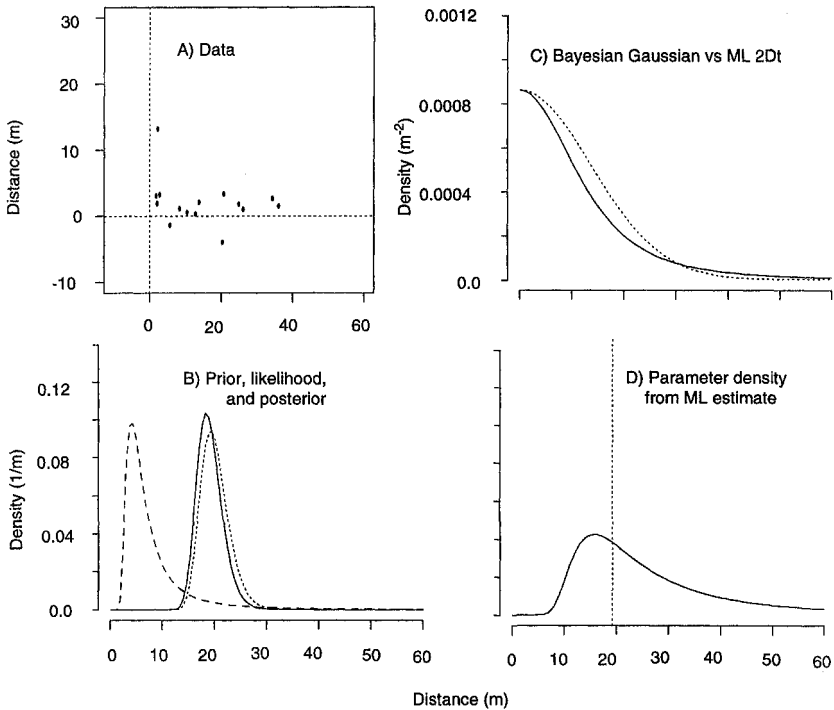 A) Data
30
20
10
0
-10
Distance (m)
0
20
40
60
C) Bayesian Gaussian vs ML 2Dt
0.0012
0.0008
0.0004
0.0
Density (m-2)
B) Prior, likelihood,
and posterior
0.12
0.08
0.04
0.0
Density (1/m)
0 10 20 30 40 50 60
D) Parameter density
from ML estimate
0 10 20 30 40 50 60
Distance (m)